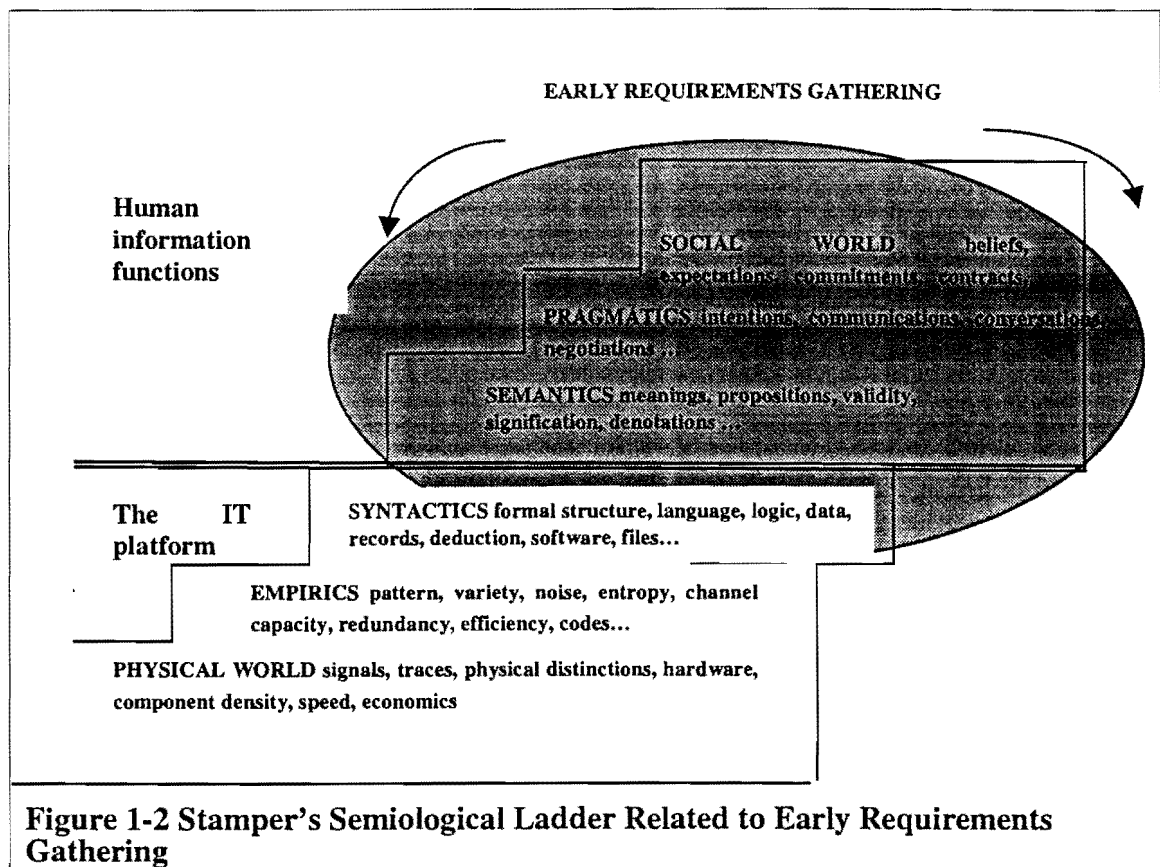 EARLY REQUIREMENTS GATHERING
Human
information
functions
SOCIAL WORLD beliefs,
expectations, commitments, contracts,
PRAGMATICS intentions, communications, conversations,
negotiations ...
SEMANTICS meanings, propositions, validity,
signification, denotations ...
The IT
platform
SYNTACTICS formal structure, language, logic, data,
records, deduction, software, files...
EMPIRICS pattern, variety, noise, entropy, channel
capacity, redundancy, efficiency, codes...
PHYSICAL WORLD signals, traces, physical distinctions, hardware,
component density, speed, economics
Figure 1-2 Stamper's Semiological Ladder Related to Early Requirements
Gathering